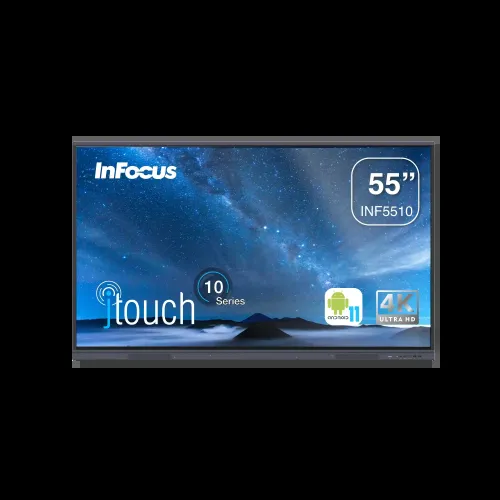 InFocus
55”
INF5510
10
Series
jtouch
ANDROID 11
4K
ULTRA HD